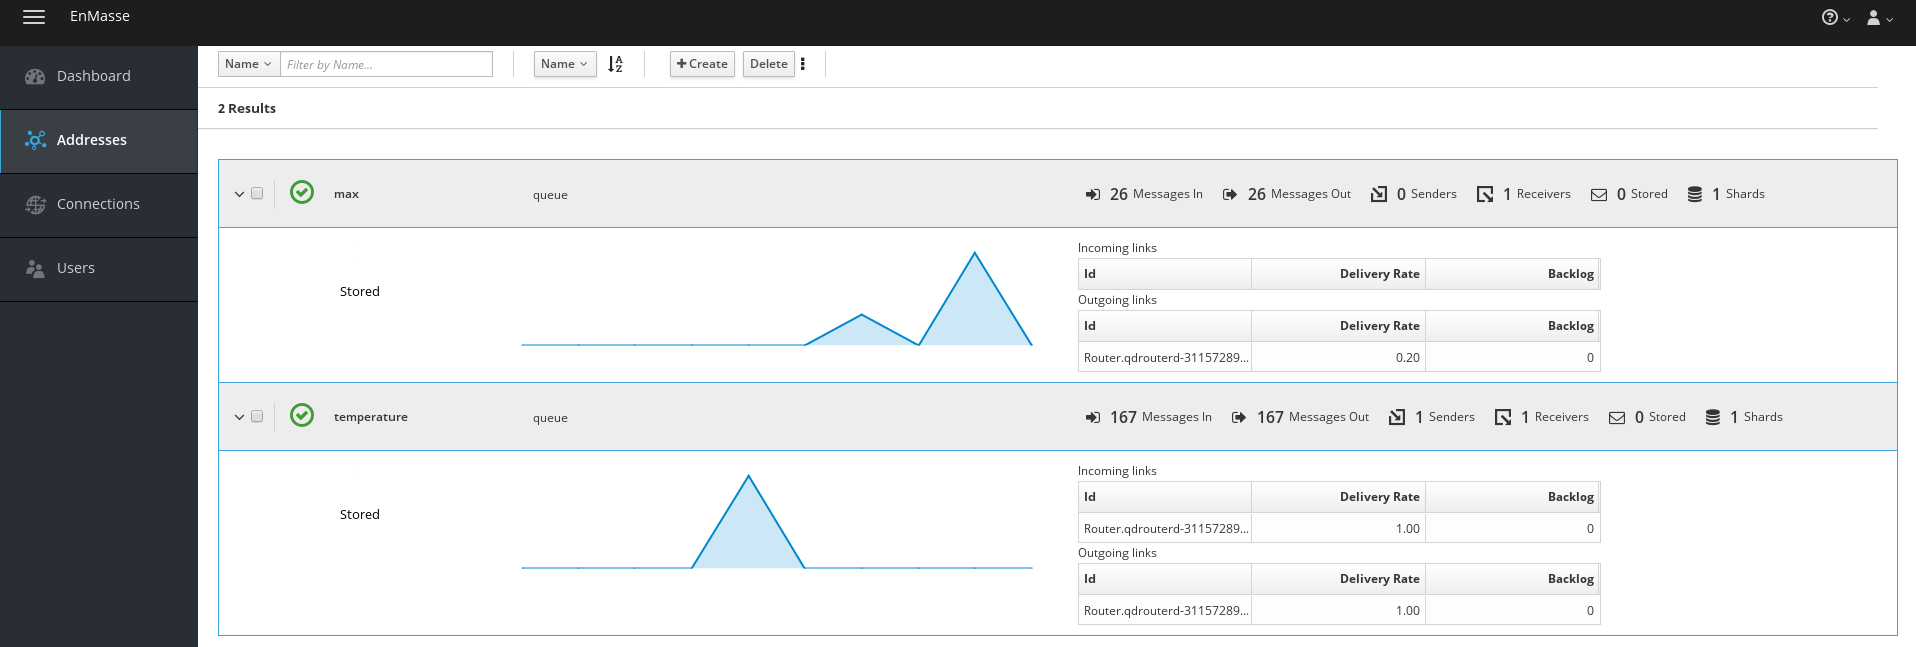 EnMasse
Dashboard
Addresses
Connections
Users
Name Filter by Name... Name Create Delete
2 Results
max queue 26 Messages In 26 Messages Out 0 Senders 1 Receivers 0 Stored 1 Shards
Stored
Incoming links
Id Delivery Rate Backlog
Outgoing links
Id Delivery Rate Backlog
Router.qdrouterd-31157289... 0.20 0
temperature queue 167 Messages In 167 Messages Out 1 Senders 1 Receivers 0 Stored 1 Shards
Stored
Incoming links
Id Delivery Rate Backlog
Router.qdrouterd-31157289... 1.00 0
Outgoing links
Id Delivery Rate Backlog
Router.qdrouterd-31157289... 1.00 0